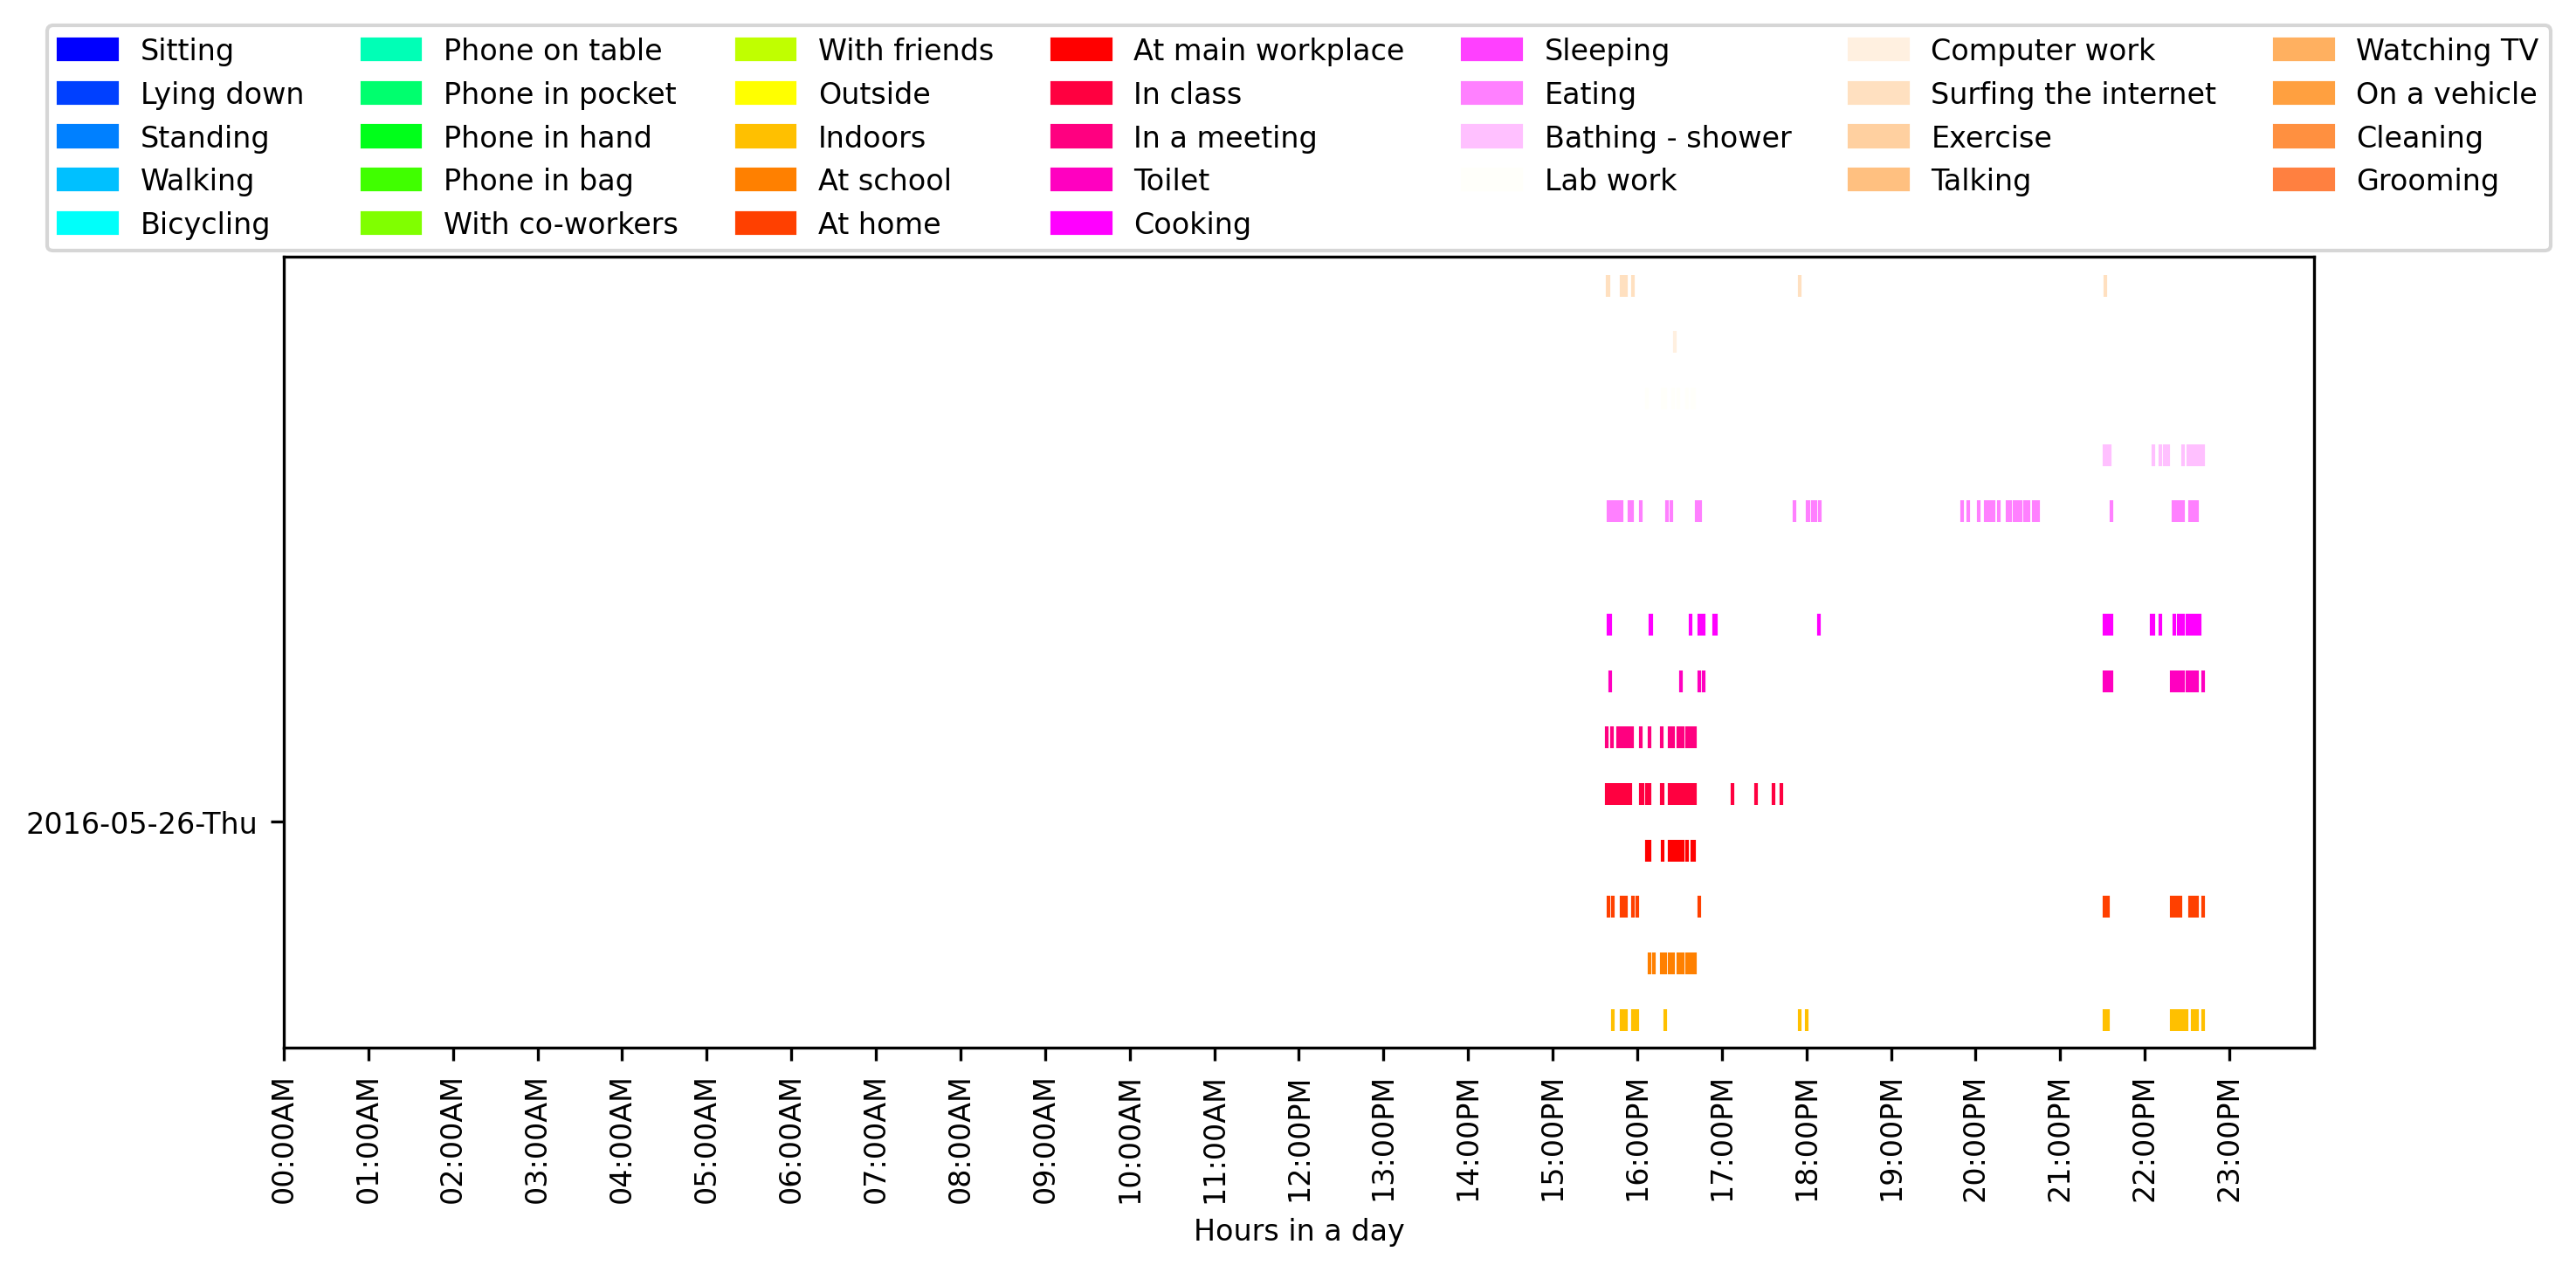 Sitting Phone on table With friends At main workplace Sleeping Computer work Watching TV
Lying down Phone in pocket Outside In class Eating Surfing the internet On a vehicle
Standing Phone in hand Indoors In a meeting Bathing - shower Exercise Cleaning
Walking Phone in bag At school Toilet Lab work Talking Grooming
Bicycling With co-workers At home Cooking
2016-05-26-Thu
00:00AM
01:00AM
02:00AM
03:00AM
04:00AM
05:00AM
06:00AM
07:00AM
08:00AM
09:00AM
10:00AM
11:00AM
12:00PM
13:00PM
14:00PM
15:00PM
16:00PM
17:00PM
18:00PM
19:00PM
20:00PM
21:00PM
22:00PM
23:00PM
Hours in a day